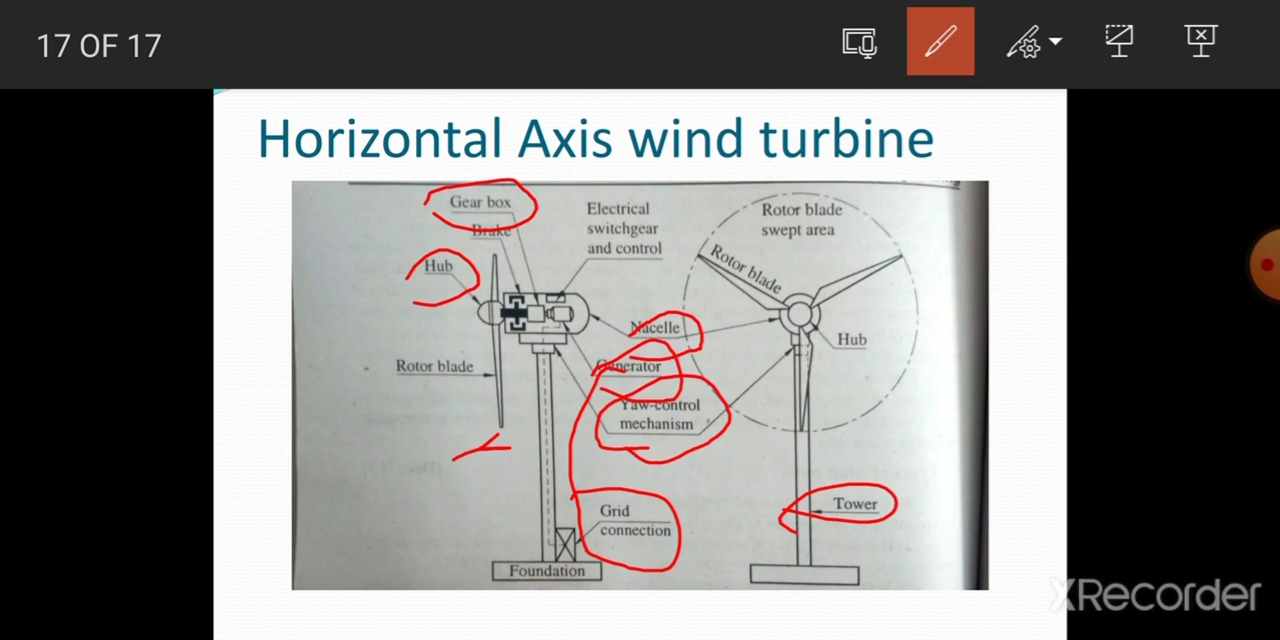 17 OF 17
Horizontal Axis wind turbine
Gear box
Brake
Hub
Electrical
switchgear
and control
Rotor blade
swept area
Rotor blade
Nacelle
Hub
Rotor blade
Generator
Yaw-control
mechanism
Tower
Grid
connection
Foundation
XRecorder